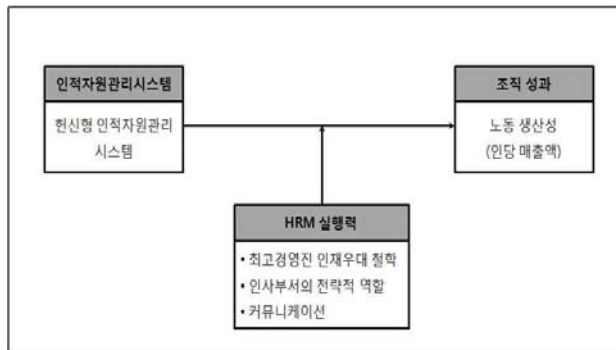 인적자원관리시스템
헌신형 인적자원관리
시스템
조직 성과
노동 생산성
(인당 매출액)
HRM 실행력
• 최고경영진 인재우대 철학
• 인사부서의 전략적 역할
• 커뮤니케이션